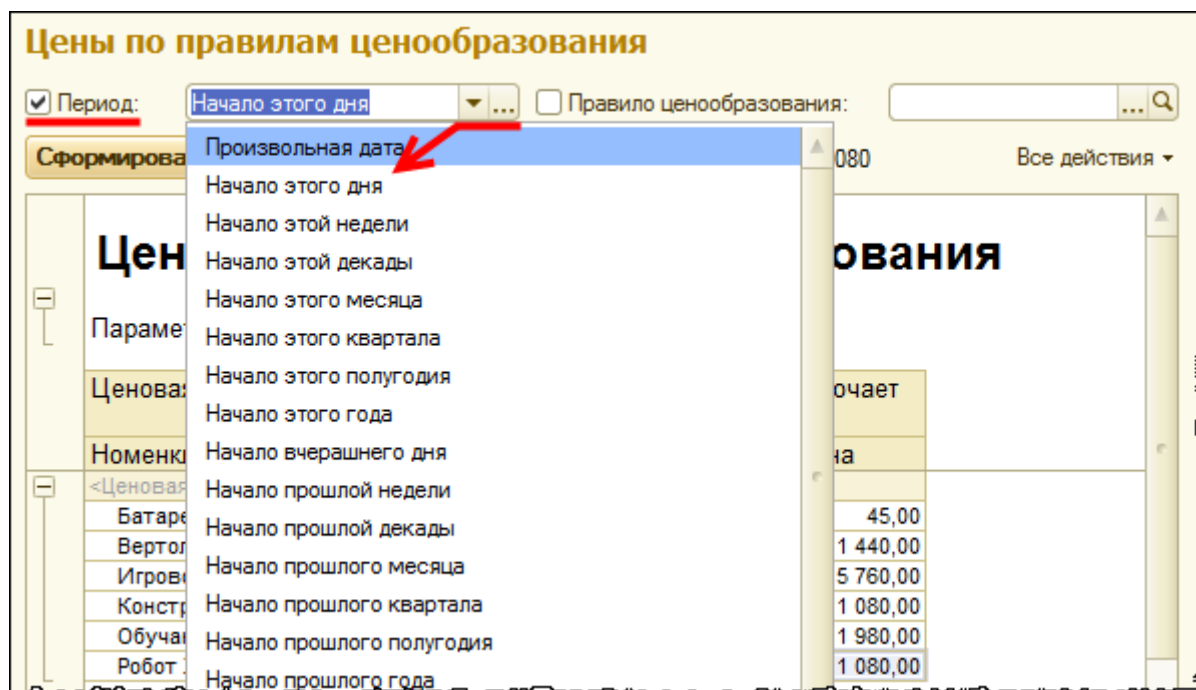 Цены по правилам ценообразования
Период: Начало этого дня ... Правило ценообразования: ...
Сформирова 080 Все действия
Произвольная дата
Начало этого дня
Начало этой недели
Цен ования
Начало этой декады
Начало этого месяца
Параме
Начало этого квартала
Начало этого полугодия
Ценовая очает
Начало этого года
Номенк на
Начало вчерашнего дня
<Ценовая
Начало прошлой недели
Батаре 45,00
Начало прошлой декады
Вертол 1 440,00
Начало прошлого месяца
Игрово 5 760,00
Констр 1 080,00
Начало прошлого квартала
Обучаю 1 980,00
Начало прошлого полугодия
Робот 1 080,00
Начало прошлого года